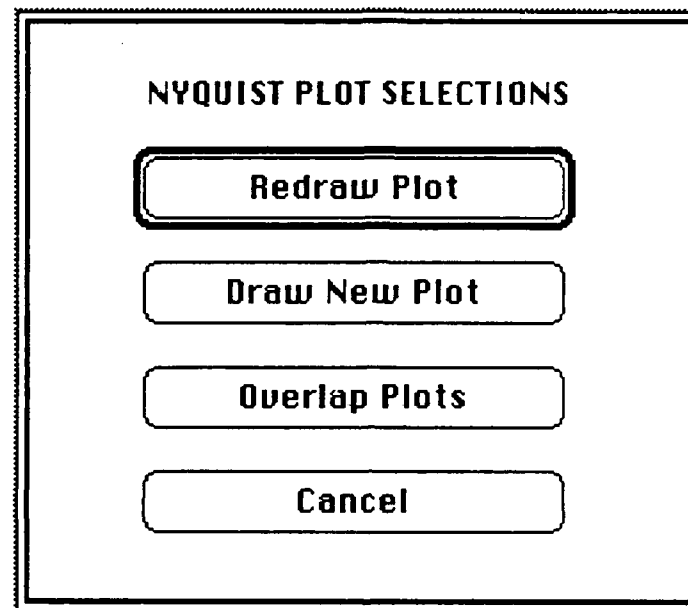 NYQUIST PLOT SELECTIONS
Redraw Plot
Draw New Plot
Overlap Plots
Cancel